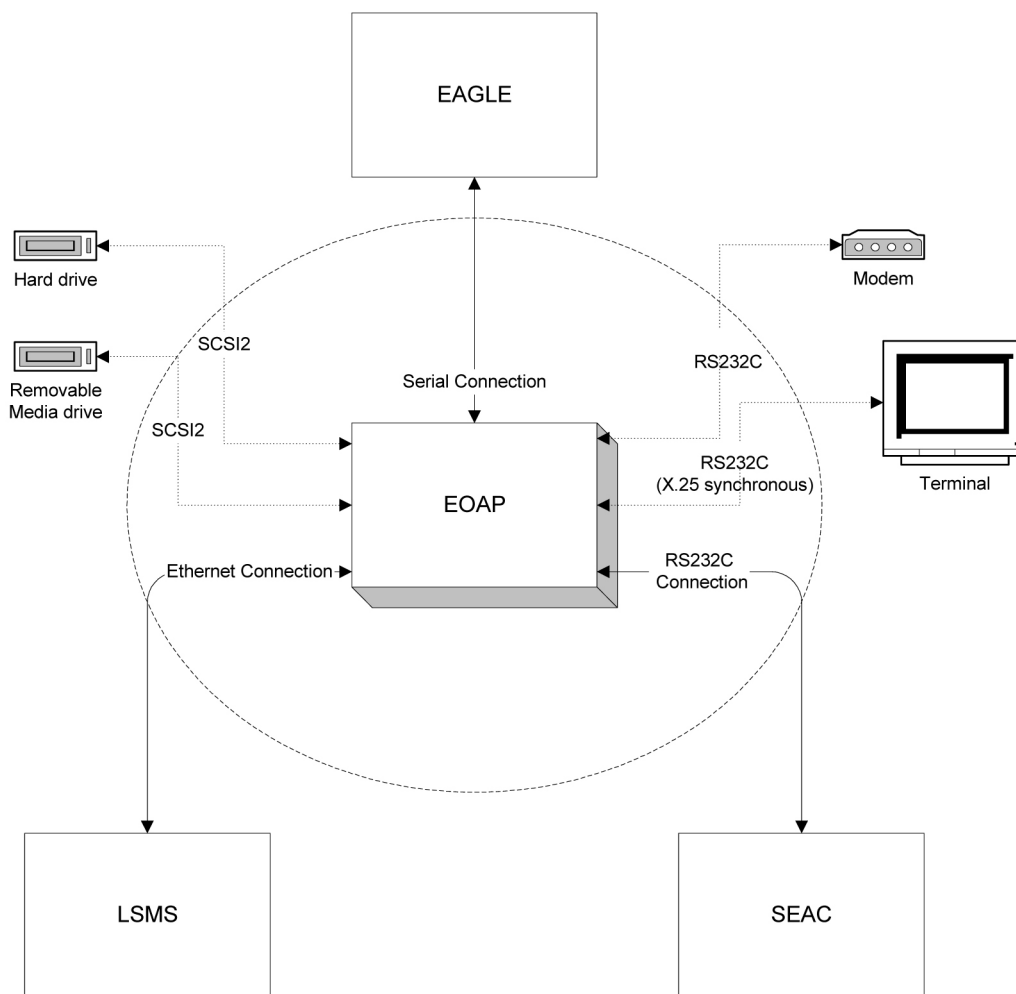 EAGLE
Hard drive
Modem
SCSI2
RS232C
Removable
Media drive
Serial Connection
SCSI2
RS232C
(X.25 synchronous)
Terminal
EOAP
Ethernet Connection
RS232C
Connection
LSMS
SEAC